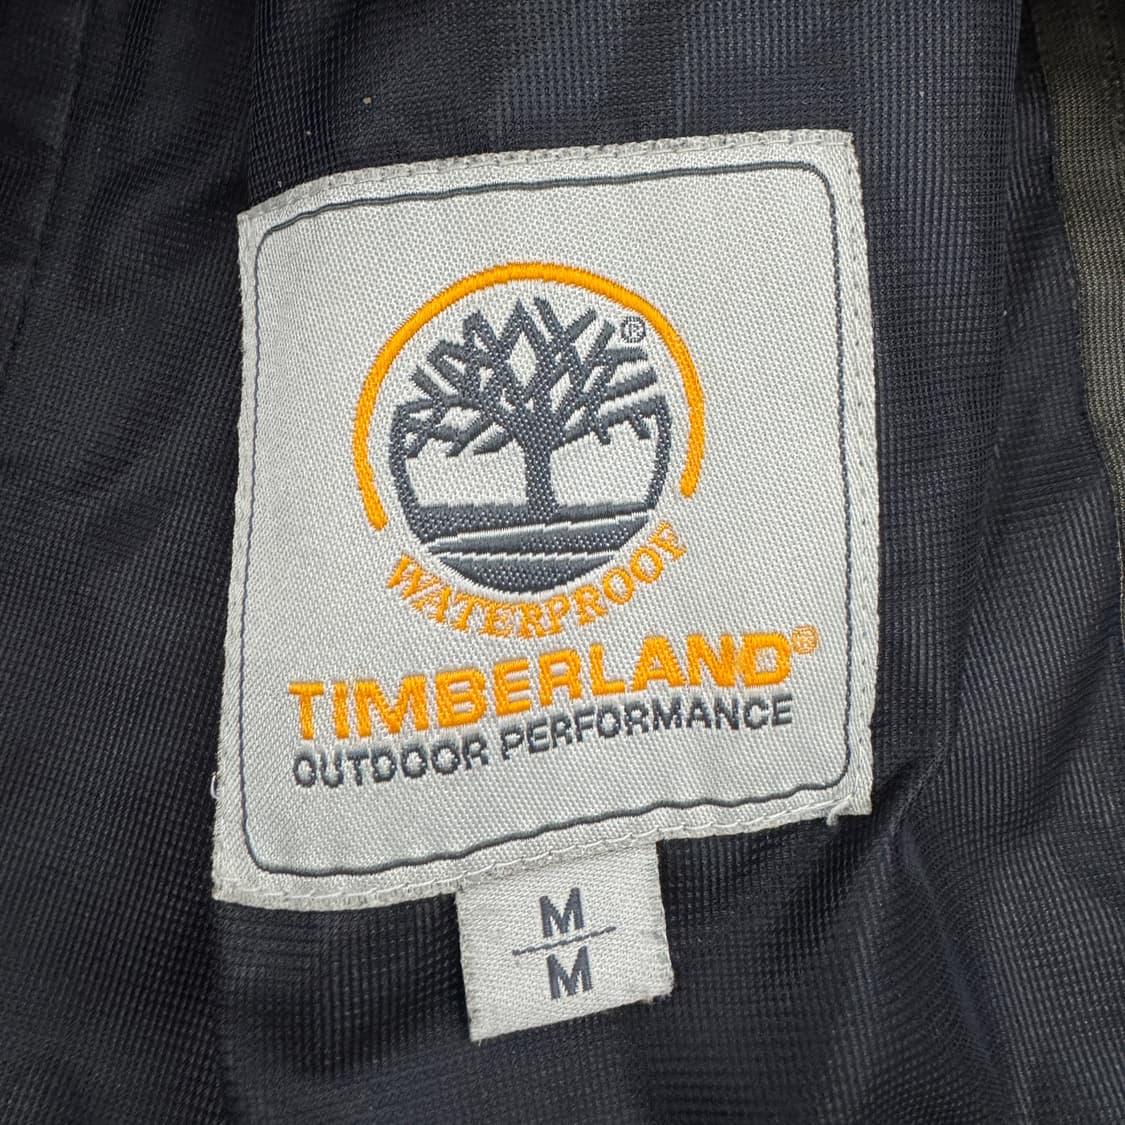 ®
WATERPROOF
TIMBERLAND®
OUTDOOR PERFORMANCE
M
M